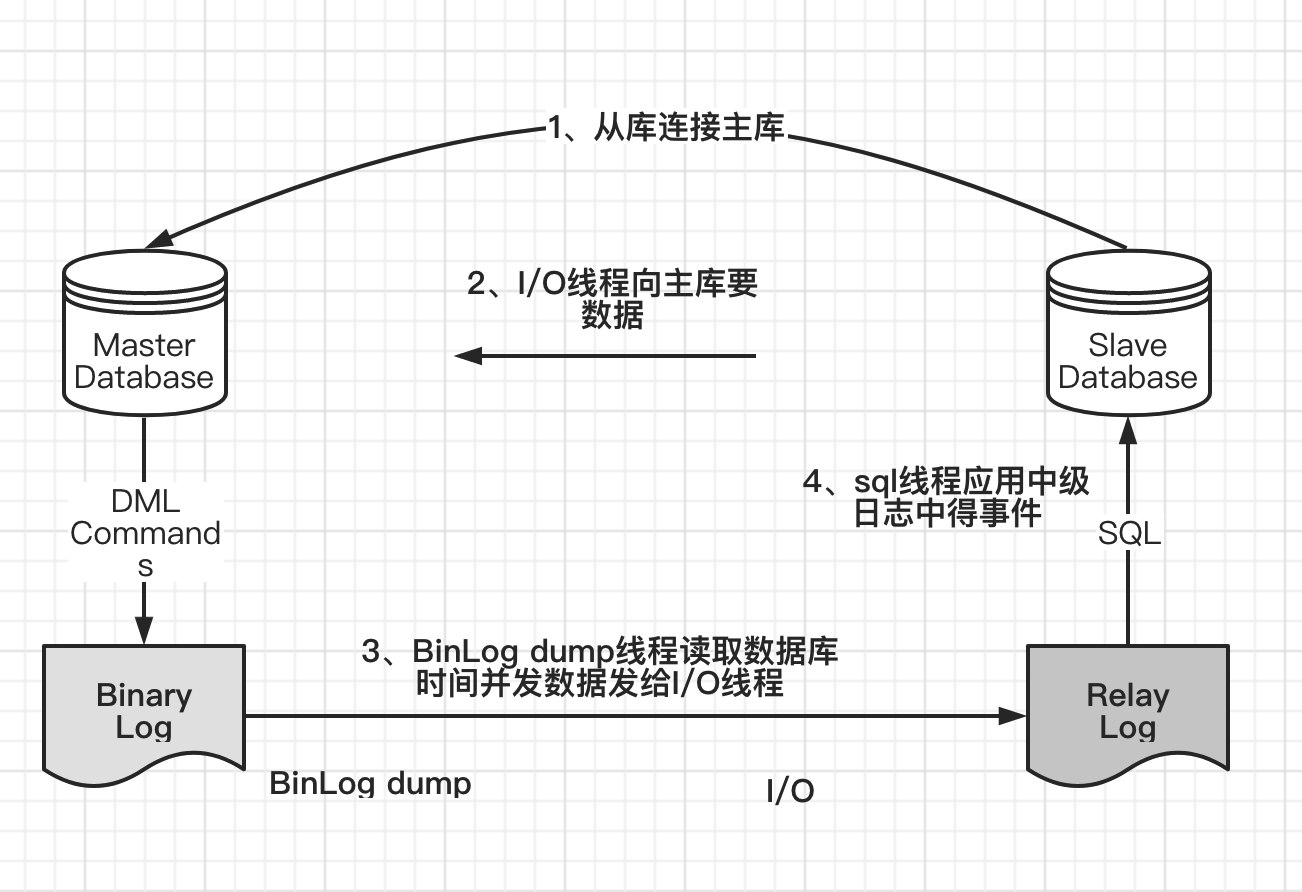 1、从库连接主库
2、I/O线程向主库要
数据
Master
Database
Slave
Database
4、sql线程应用中级
日志中得事件
DML
Command
s
SQL
3、BinLog dump线程读取数据库
时间并发数据发给I/O线程
Binary
Log
Relay
Log
BinLog dump
I/O